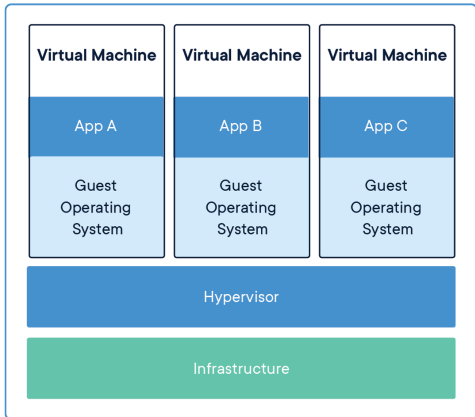 Virtual Machine
Virtual Machine
Virtual Machine
App A
App B
App C
Guest
Operating
System
Guest
Operating
System
Guest
Operating
System
Hypervisor
Infrastructure